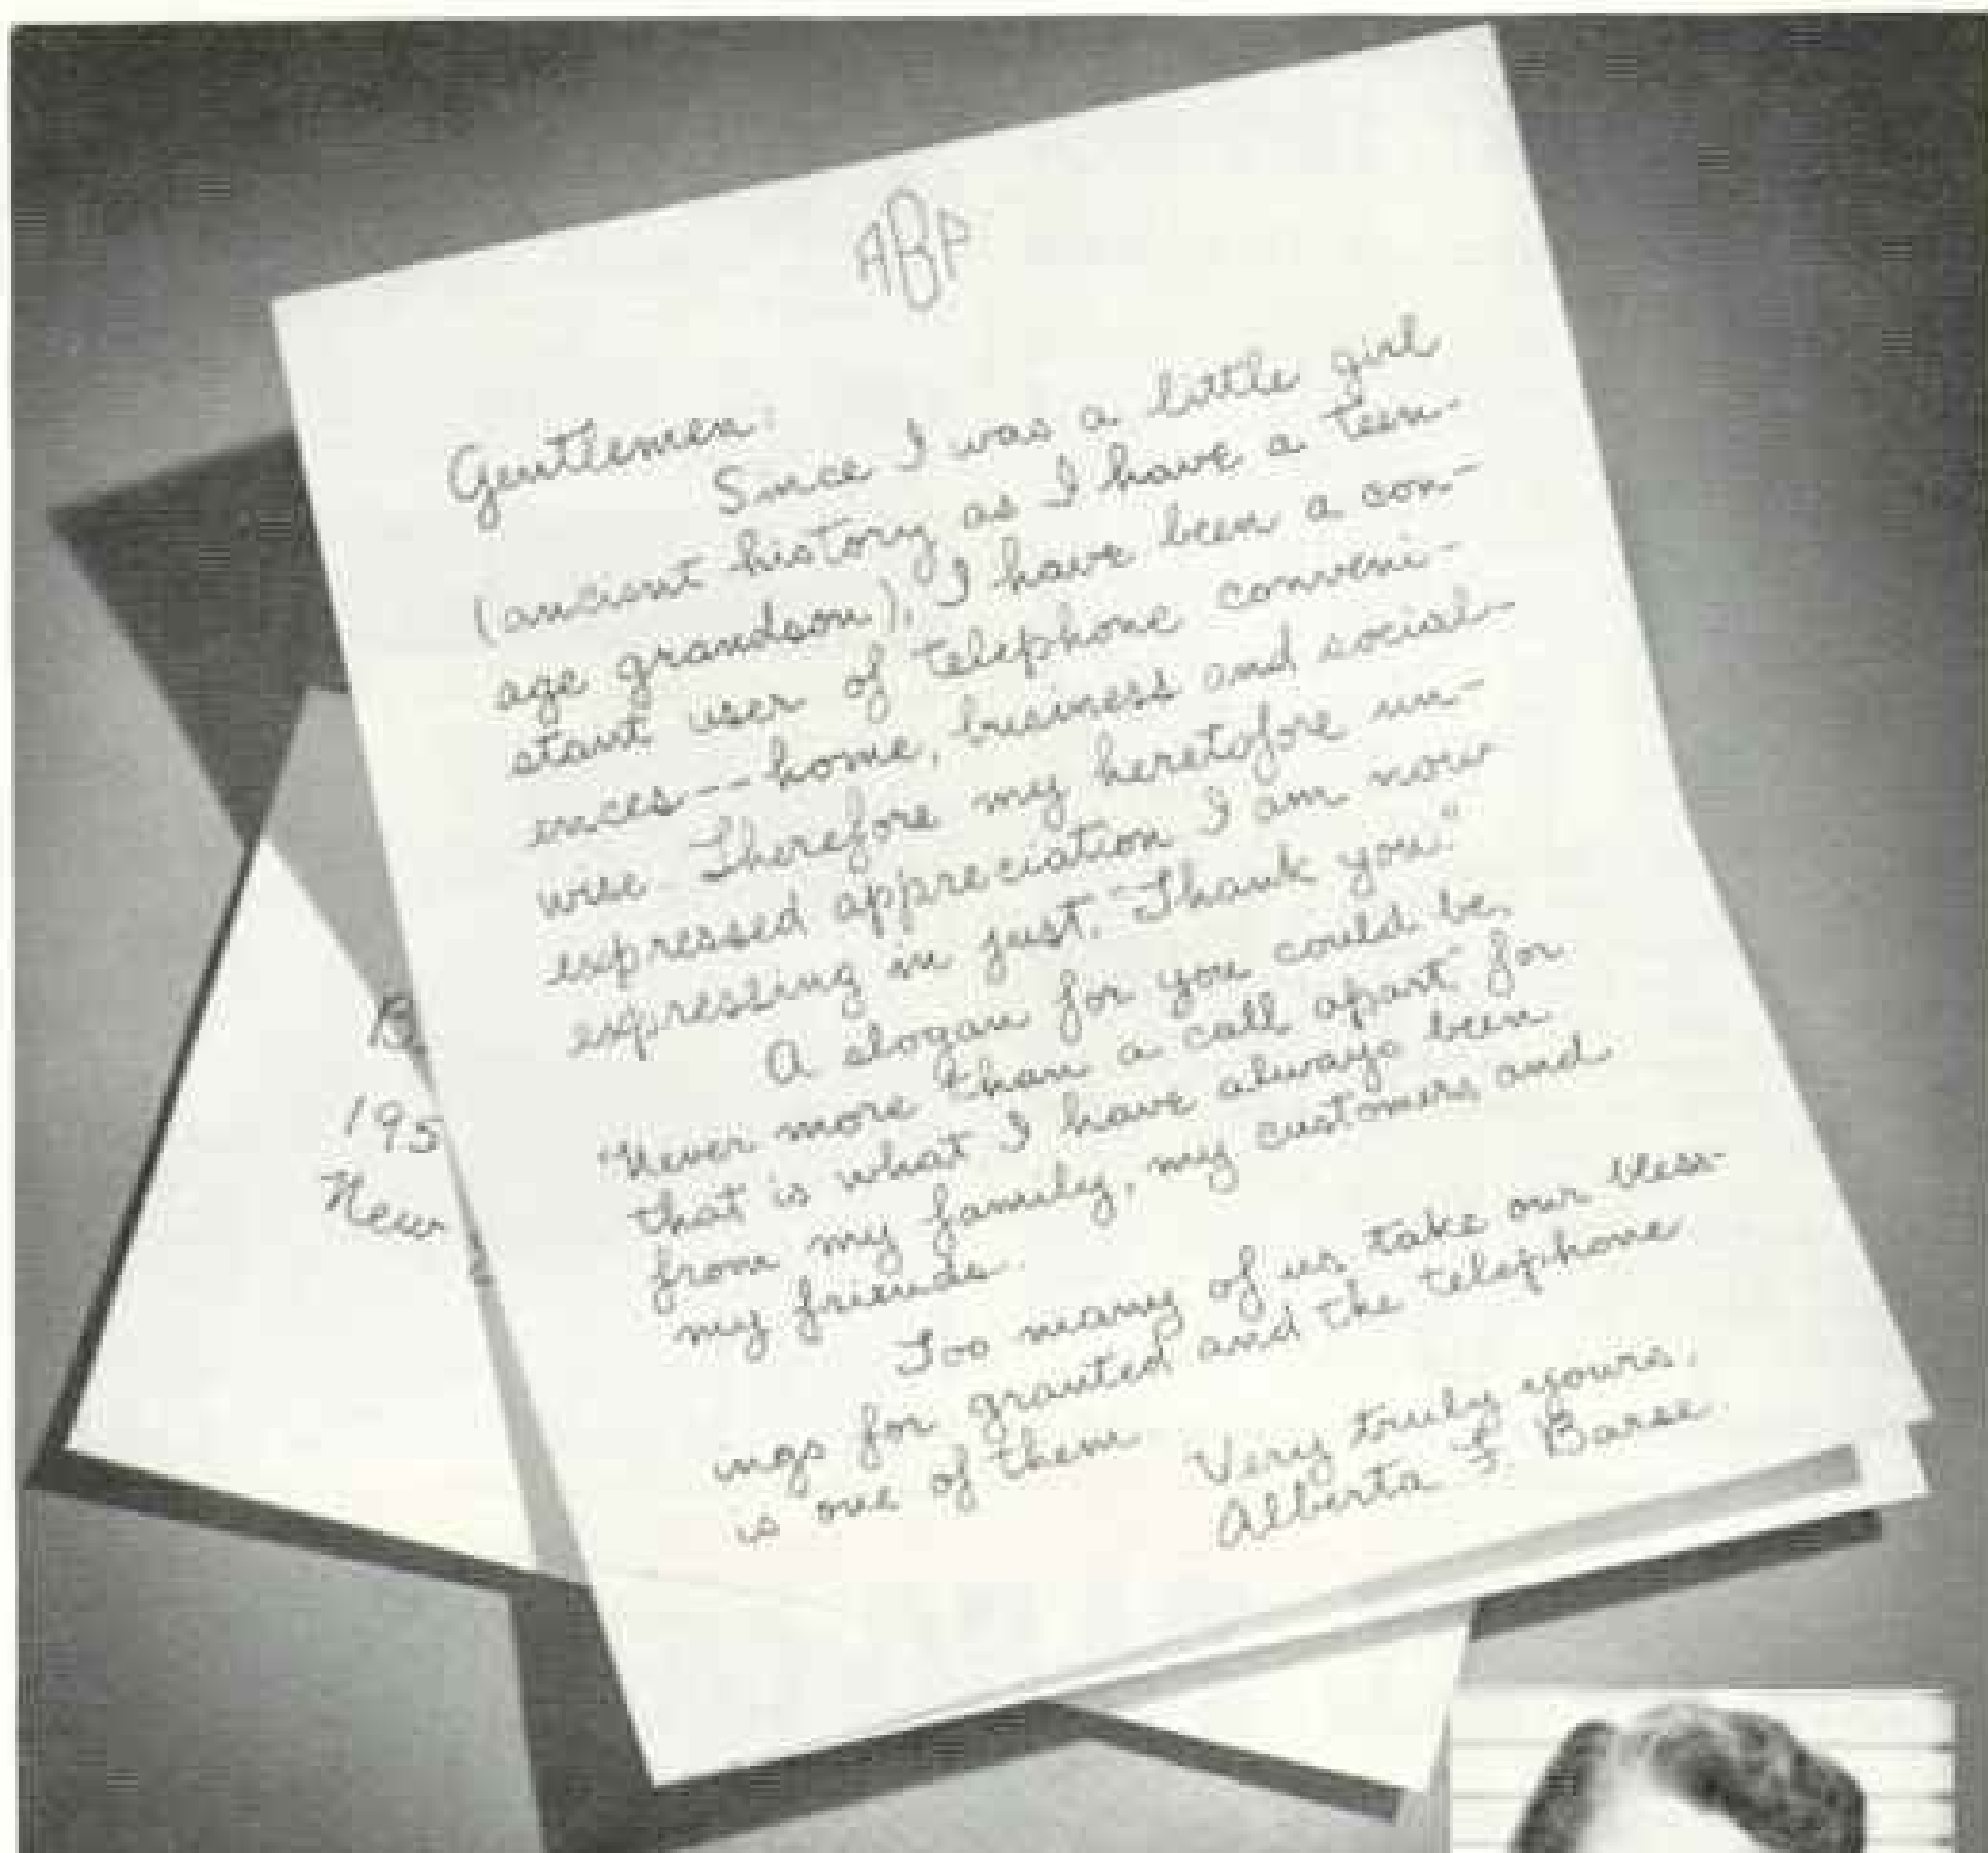 ABP
Gentlemen:
Since I was a little girl
(ancient history as I have a teen-
age grandson), I have been a con-
stant user of telephone conveni-
ences -- home, business and social-
wise. Therefore my heretofore un-
expressed appreciation I am now
expressing in just, "Thank you."
A slogan for you could be,
"Never more than a call apart" for
that is what I have always been
from my family, my customers and
my friends.
Too many of us take our bless-
ings for granted and the telephone
is one of them
Very truly yours,
Alberta F. Barse.
195
New